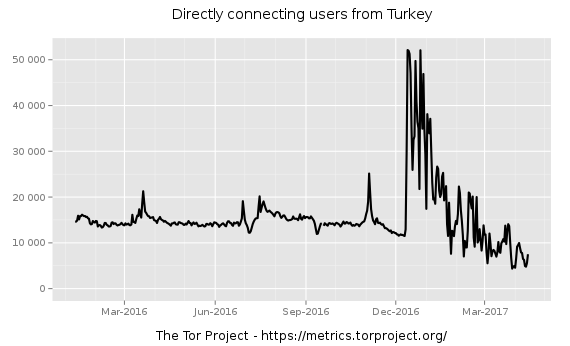 Directly connecting users from Turkey
50 000
40 000
30 000
20 000
10 000
0
Mar-2016 Jun-2016 Sep-2016 Dec-2016 Mar-2017
The Tor Project - https://metrics.torproject.org/